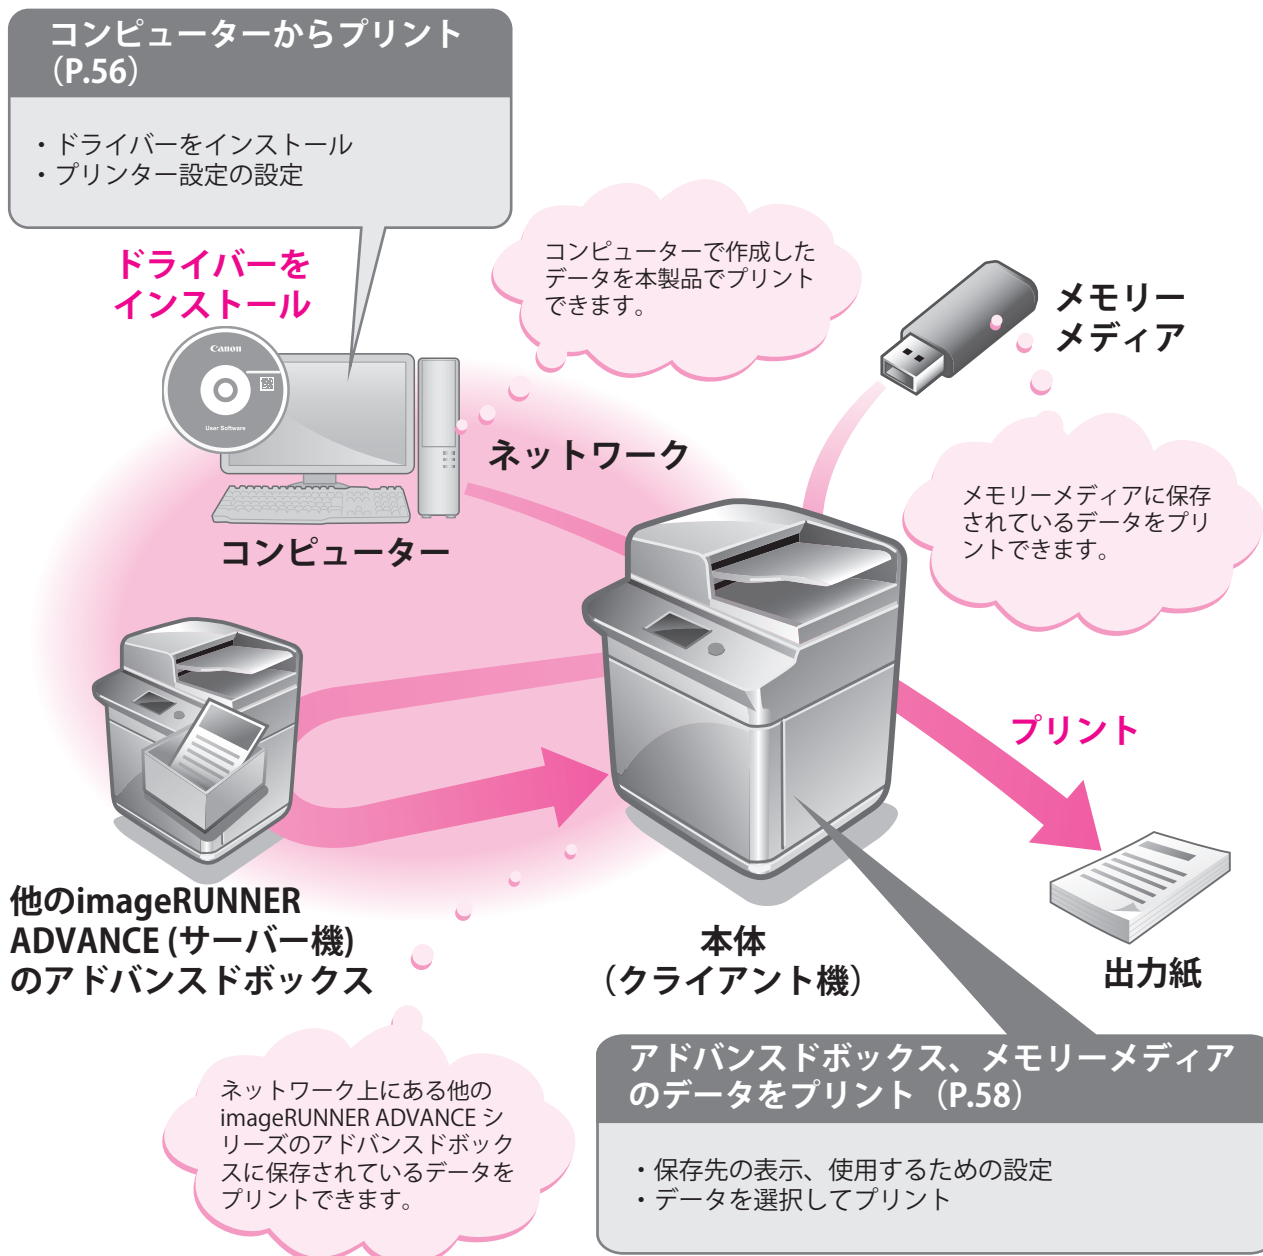 コンピューターからプリント
（P.56）
・ドライバーをインストール
・プリンター設定の設定
ドライバーを
インストール
Canon
User Software
コンピューターで作成した
データを本製品でプリント
できます。
メモリー
メディア
ネットワーク
コンピューター
メモリーメディアに保存
されているデータをプリ
ントできます。
プリント
他のimageRUNNER
ADVANCE (サーバー機)
のアドバンスドボックス
本体
（クライアント機）
出力紙
ネットワーク上にある他の
imageRUNNER ADVANCE シ
リーズのアドバンスドボック
スに保存されているデータを
プリントできます。
アドバンスドボックス、メモリーメディア
のデータをプリント（P.58）
・保存先の表示、使用するための設定
・データを選択してプリント